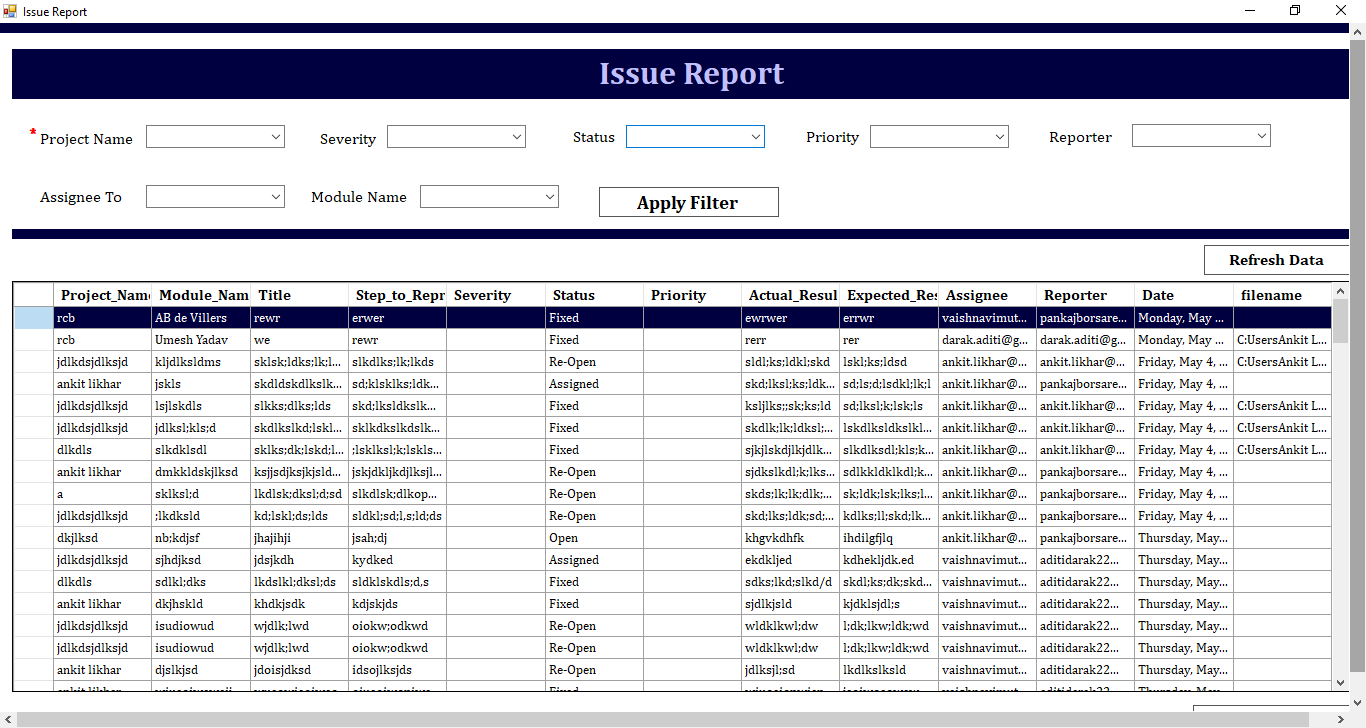 Issue Report
Issue Report
* Project Name Severity Status Priority Reporter
Assignee To Module Name Apply Filter
Refresh Data
Project_Name Module_Nam Title Step_to_Repr Severity Status Priority Actual_Resul Expected_Res Assignee Reporter Date filename
rcb AB de Villers rewr erwer Fixed ewrwer errwr vaishnavimut... pankajborsare... Monday, May ...
rcb Umesh Yadav we rewr Fixed rerr rer darak.aditi@g... darak.aditi@g... Monday, May ... C:UsersAnkit L...
jdlkdsjdlksjd kljdlksldms sklsk;ldks;lk;l... slkdlks;lk;lkds Re-Open sldl;ks;ldkl;skd lskl;ks;ldsd ankit.likhar@... ankit.likhar@... Friday, May 4, ... C:UsersAnkit L...
ankit likhar jskls skdldskdlkslk... sd;klsklks;ldk... Assigned skd;lksl;ks;ldk... sd;ls;d;lsdkl;lk;l ankit.likhar@... pankajborsare... Friday, May 4, ...
jdlkdsjdlksjd lsjlskdls slkks;dlks;lds skd;lksldkslk... Fixed ksljlks;;sk;ks;ld sd;lksl;k;lsk;ls ankit.likhar@... ankit.likhar@... Friday, May 4, ... C:UsersAnkit L...
jdlkdsjdlksjd jdlksl;kls;d skdlkslkd;lskl... sklkdkslkdslk... Fixed skdlk;lk;ldksl;... lskdlksldkslkl... ankit.likhar@... ankit.likhar@... Friday, May 4, ... C:UsersAnkit L...
dlkdls slkdklsdl sklks;dk;lskd;l... ;lsklksl;k;lskls... Fixed sjkjlskdjlkjdlk... slkdlksdl;kls;k... ankit.likhar@... ankit.likhar@... Friday, May 4, ... C:UsersAnkit L...
ankit likhar dmkkldskjlksd ksjjsdjksjkjsld... jskjdkljkdjlksjl... Re-Open sjdkslkdl;k;lks... sdlkkldklkdl;k... ankit.likhar@... pankajborsare... Friday, May 4, ...
a sklksl;d lkdlsk;dksl;d;sd slkdlsk;dlkop... Re-Open skds;lk;lk;dlk;... sk;ldk;lsk;lks;l... ankit.likhar@... pankajborsare... Friday, May 4, ...
jdlkdsjdlksjd ;lkdksld kd;lskl;ds;lds sldkl;sd;l,s;ld;ds Re-Open skd;lks;ldk;sd;... kdlks;ll;skd;lk... ankit.likhar@... pankajborsare... Friday, May 4, ...
dkjlksd nb;kdjsf jhajihji jsah;dj Open khgvkdhfk ihdilgfjlq ankit.likhar@... pankajborsare... Thursday, May...
jdlkdsjdlksjd sjhdjksd jdsjkdh kydked Assigned ekdkljed kdhekljdk.ed vaishnavimut... aditidarak22... Thursday, May...
dlkdls sdlkl;dks lkdslkl;dksl;ds sldklskdls;d,s Fixed sdks;lkd;slkd/d skdl;ks;dk;skd... vaishnavimut... aditidarak22... Thursday, May...
ankit likhar dkjhskld khdkjsdk kdjskjds Fixed sjdlkjsld kjdklsjdl;s vaishnavimut... aditidarak22... Thursday, May...
jdlkdsjdlksjd isudiowud wjdlk;lwd oiokw;odkwd Re-Open wldklkwl;dw l;dk;lkw;ldk;wd vaishnavimut... aditidarak22... Thursday, May...
jdlkdsjdlksjd isudiowud wjdlk;lwd oiokw;odkwd Re-Open wldklkwl;dw l;dk;lkw;ldk;wd vaishnavimut... aditidarak22... Thursday, May...
ankit likhar djslkjsd jdoisjdksd idsojlksjds Re-Open jdlksjl;sd lkdlkslksld vaishnavimut... aditidarak22... Thursday, May...